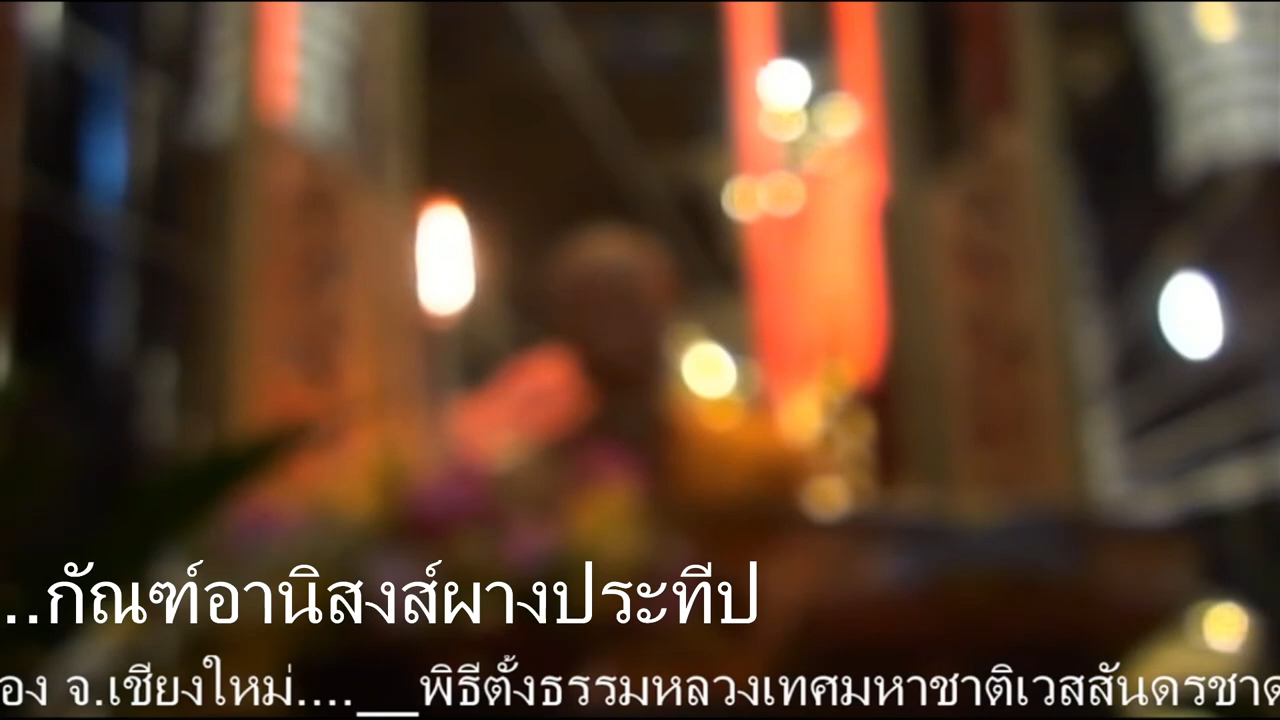 ..กัณฑ์อานิสงส์ผางประทีป
อง จ.เชียงใหม่....__พิธีตั้งธรรมหลวงเทศมหาชาติเวสสันดรชาด